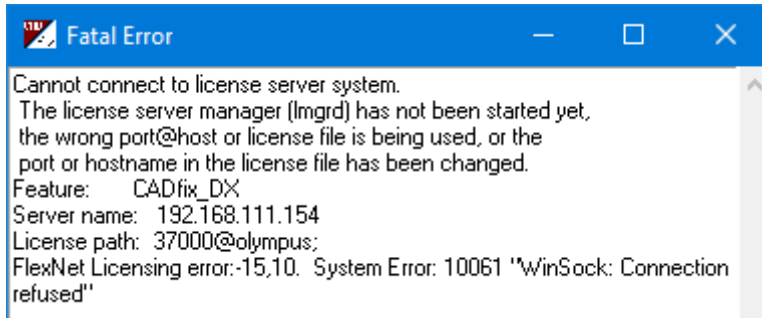 Fatal Error
Cannot connect to license server system.
The license server manager (lmgrd) has not been started yet,
the wrong port@host or license file is being used, or the
port or hostname in the license file has been changed.
Feature: CADfix_DX
Server name: 192.168.111.154
License path: 37000@olympus;
FlexNet Licensing error:-15,10. System Error: 10061 "WinSock: Connection
refused"